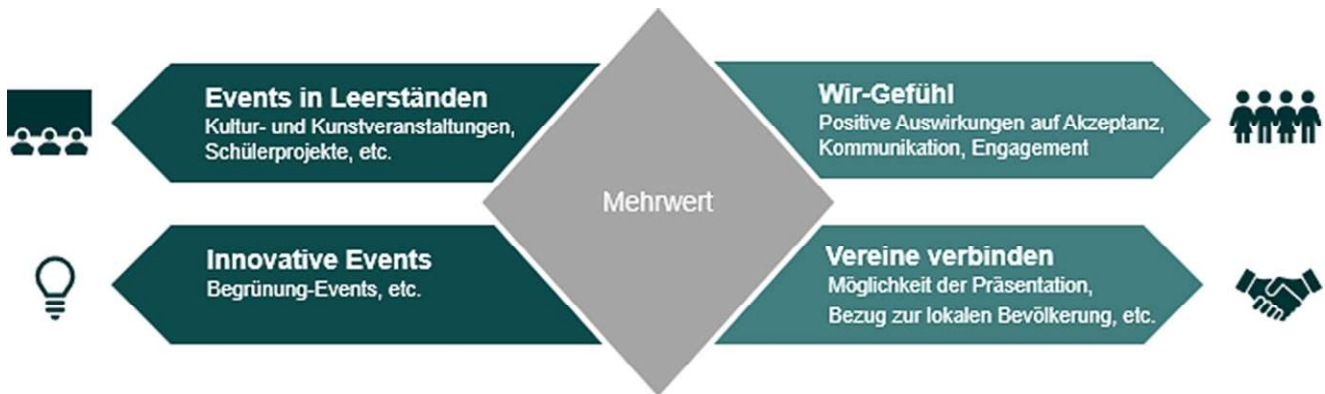 Events in Leerständen
Kultur- und Kunstveranstaltungen,
Schülerprojekte, etc.
Wir-Gefühl
Positive Auswirkungen auf Akzeptanz,
Kommunikation, Engagement
Mehrwert
Innovative Events
Begrünung-Events, etc.
Vereine verbinden
Möglichkeit der Präsentation,
Bezug zur lokalen Bevölkerung, etc.